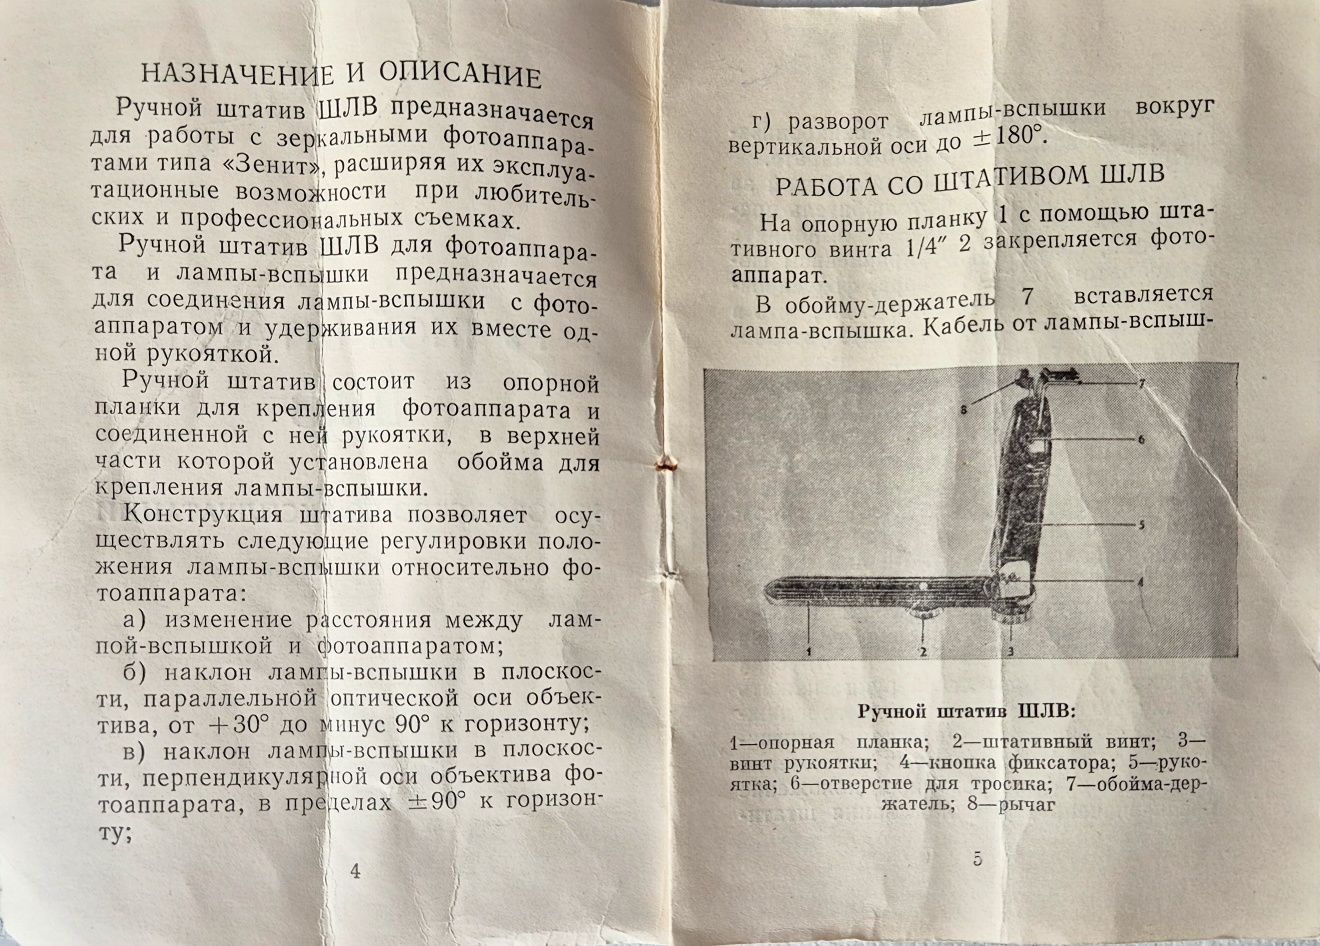 НАЗНАЧЕНИЕ И ОПИСАНИЕ
Ручной штатив ШЛВ предназначается
для работы с зеркальными фотоаппара-
тами типа «Зенит», расширяя их эксплуа-
тационные возможности при любитель-
ских и профессиональных съемках.
Ручной штатив ШЛВ для фотоаппара-
та и лампы-вспышки предназначается
для соединения лампы-вспышки с фото-
аппаратом и удерживания их вместе од-
ной рукояткой.
Ручной штатив состоит из опорной
планки для крепления фотоаппарата и
соединенной с ней рукоятки, в верхней
части которой установлена обойма для
крепления лампы-вспышки.
Конструкция штатива позволяет осу-
ществлять следующие регулировки поло-
жения лампы-вспышки относительно фо-
тоаппарата:
а) изменение расстояния между лам-
пой-вспышкой и фотоаппаратом;
б) наклон лампы-вспышки в плоскос-
ти, параллельной оптической оси объек-
тива, от +30° до минус 90° к горизонту;
в) наклон лампы-вспышки в плоскос-
ти, перпендикулярной оси объектива фо-
тоаппарата, в пределах ±90° к горизон-
ту;
4
г) разворот лампы-вспышки вокруг
вертикальной оси до ±180°.
РАБОТА СО ШТАТИВОМ ШЛВ
На опорную планку 1 с помощью шта-
тивного винта 1/4″ 2 закрепляется фото-
аппарат.
В обойму-держатель 7 вставляется
лампа-вспышка. Кабель от лампы-вспыш-
7
8
6
5
4
1
2
3
Ручной штатив ШЛВ:
1—опорная планка; 2—штативный винт; 3—
винт рукоятки; 4—кнопка фиксатора; 5—руко-
ятка; 6—отверстие для тросика; 7—обойма-дер-
жатель; 8—рычаг
5